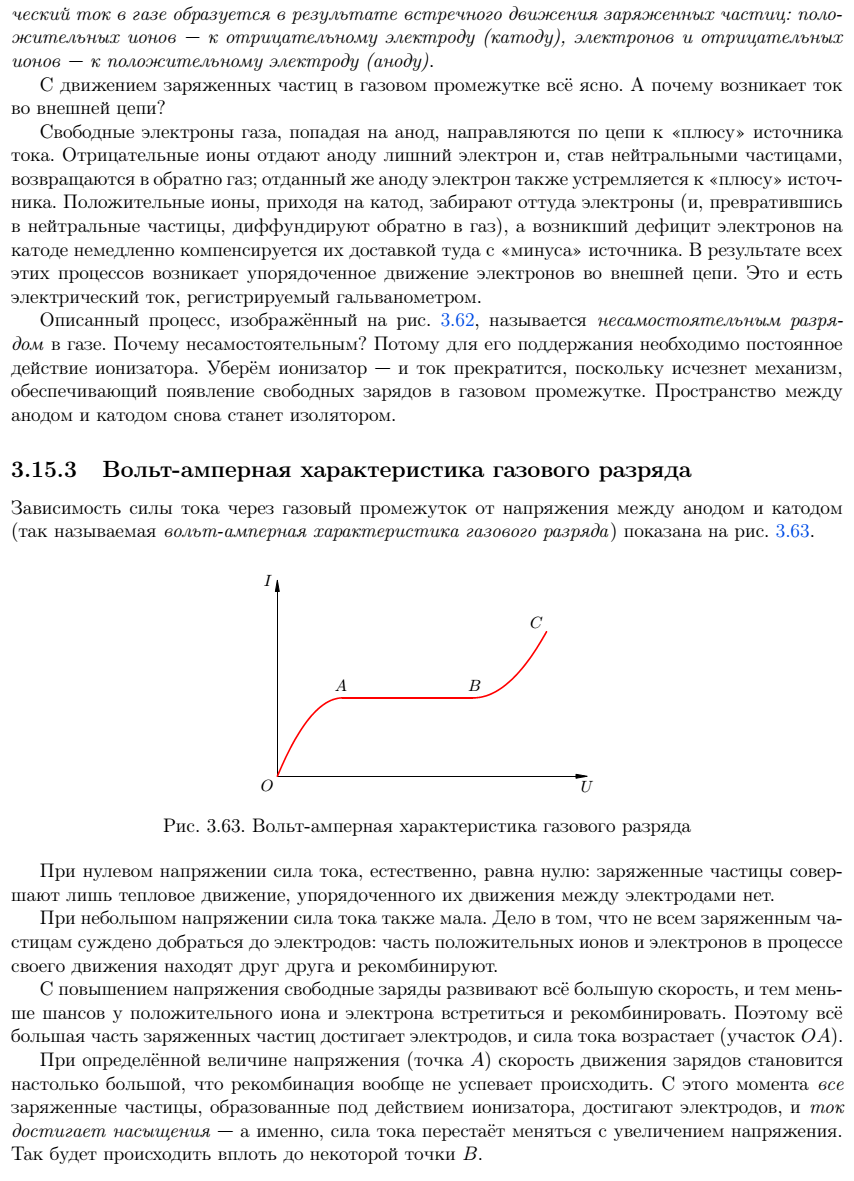 ческий ток в газе образуется в результате встречного движения заряженных частиц: поло-
жительных ионов — к отрицательному электроду (катоду), электронов и отрицательных
ионов — к положительному электроду (аноду).
С движением заряженных частиц в газовом промежутке всё ясно. А почему возникает ток
во внешней цепи?
Свободные электроны газа, попадая на анод, направляются по цепи к «плюсу» источника
тока. Отрицательные ионы отдают аноду лишний электрон и, став нейтральными частицами,
возвращаются в обратно газ; отданный же аноду электрон также устремляется к «плюсу» источ-
ника. Положительные ионы, приходя на катод, забирают оттуда электроны (и, превратившись
в нейтральные частицы, диффундируют обратно в газ), а возникший дефицит электронов на
катоде немедленно компенсируется их доставкой туда с «минуса» источника. В результате всех
этих процессов возникает упорядоченное движение электронов во внешней цепи. Это и есть
электрический ток, регистрируемый гальванометром.
Описанный процесс, изображённый на рис. 3.62, называется несамостоятельным разря-
дом в газе. Почему несамостоятельным? Потому для его поддержания необходимо постоянное
действие ионизатора. Уберём ионизатор — и ток прекратится, поскольку исчезнет механизм,
обеспечивающий появление свободных зарядов в газовом промежутке. Пространство между
анодом и катодом снова станет изолятором.
3.15.3 Вольт-амперная характеристика газового разряда
Зависимость силы тока через газовый промежуток от напряжения между анодом и катодом
(так называемая вольт-амперная характеристика газового разряда) показана на рис. 3.63.
I
C
A B
O U
Рис. 3.63. Вольт-амперная характеристика газового разряда
При нулевом напряжении сила тока, естественно, равна нулю: заряженные частицы совер-
шают лишь тепловое движение, упорядоченного их движения между электродами нет.
При небольшом напряжении сила тока также мала. Дело в том, что не всем заряженным ча-
стицам суждено добраться до электродов: часть положительных ионов и электронов в процессе
своего движения находят друг друга и рекомбинируют.
С повышением напряжения свободные заряды развивают всё большую скорость, и тем мень-
ше шансов у положительного иона и электрона встретиться и рекомбинировать. Поэтому всё
большая часть заряженных частиц достигает электродов, и сила тока возрастает (участок OA).
При определённой величине напряжения (точка A) скорость движения зарядов становится
настолько большой, что рекомбинация вообще не успевает происходить. С этого момента все
заряженные частицы, образованные под действием ионизатора, достигают электродов, и ток
достигает насыщения — а именно, сила тока перестаёт меняться с увеличением напряжения.
Так будет происходить вплоть до некоторой точки B.